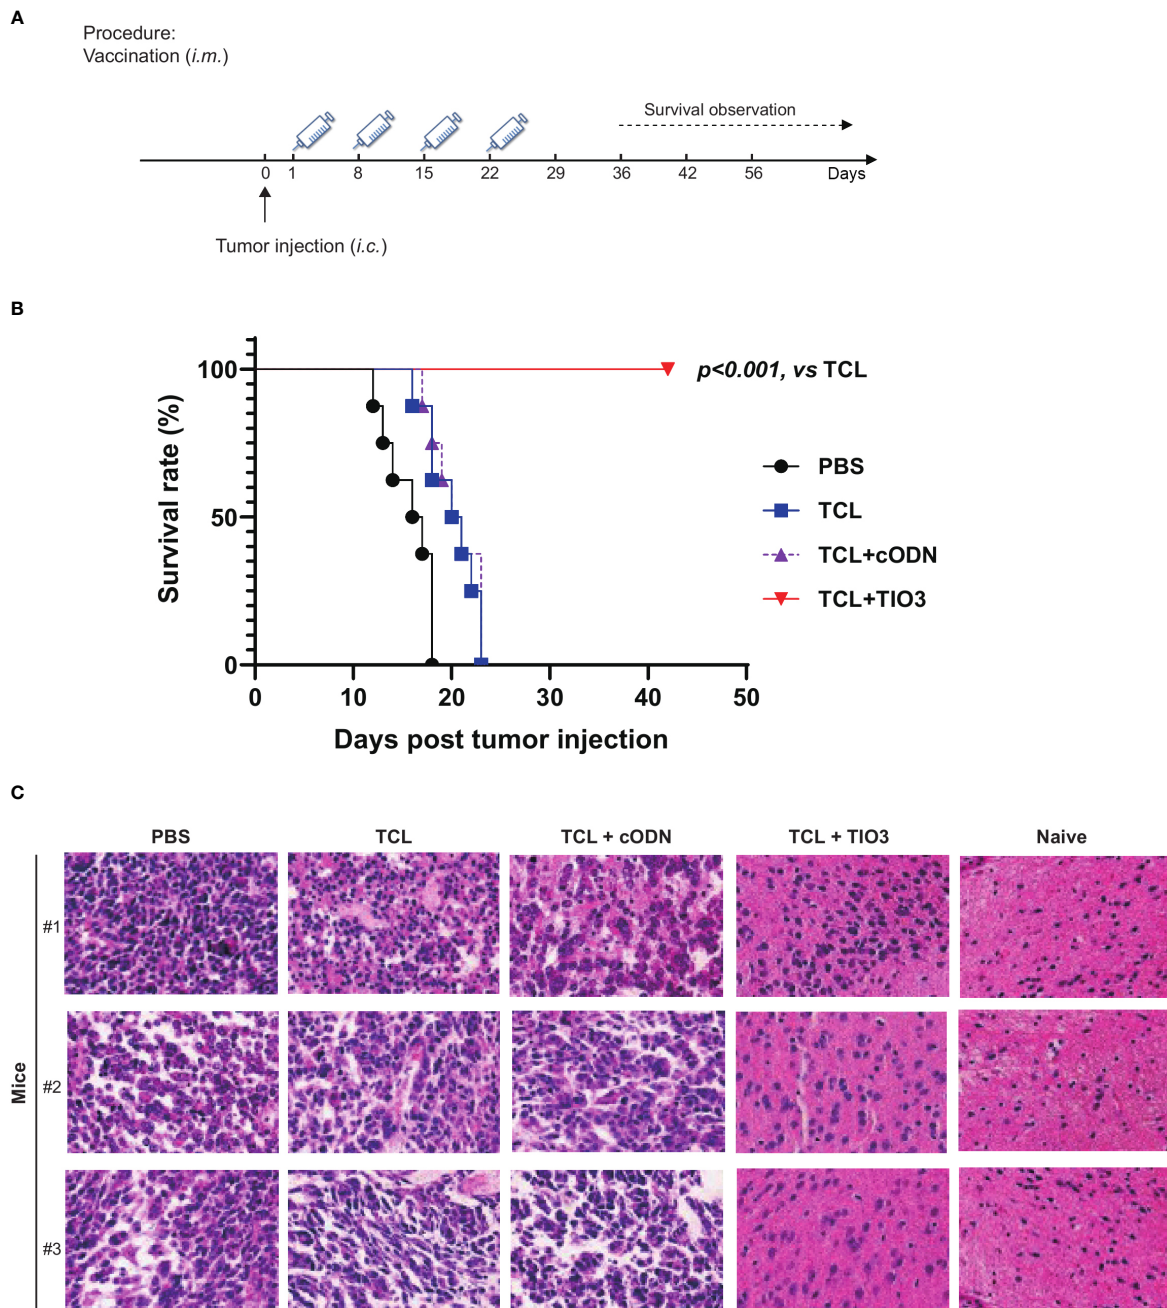 A
Procedure:
Vaccination (i.m.)
Survival observation
0 1 8 15 22 29 36 42 56 Days
Tumor injection (i.c.)
B
100
50
0
Survival rate (%)
p<0.001, vs TCL
PBS
TCL
TCL+cODN
TCL+TIO3
0 10 20 30 40 50
Days post tumor injection
C
PBS TCL TCL + cODN TCL + TIO3 Naive
Mice
#1
#2
#3